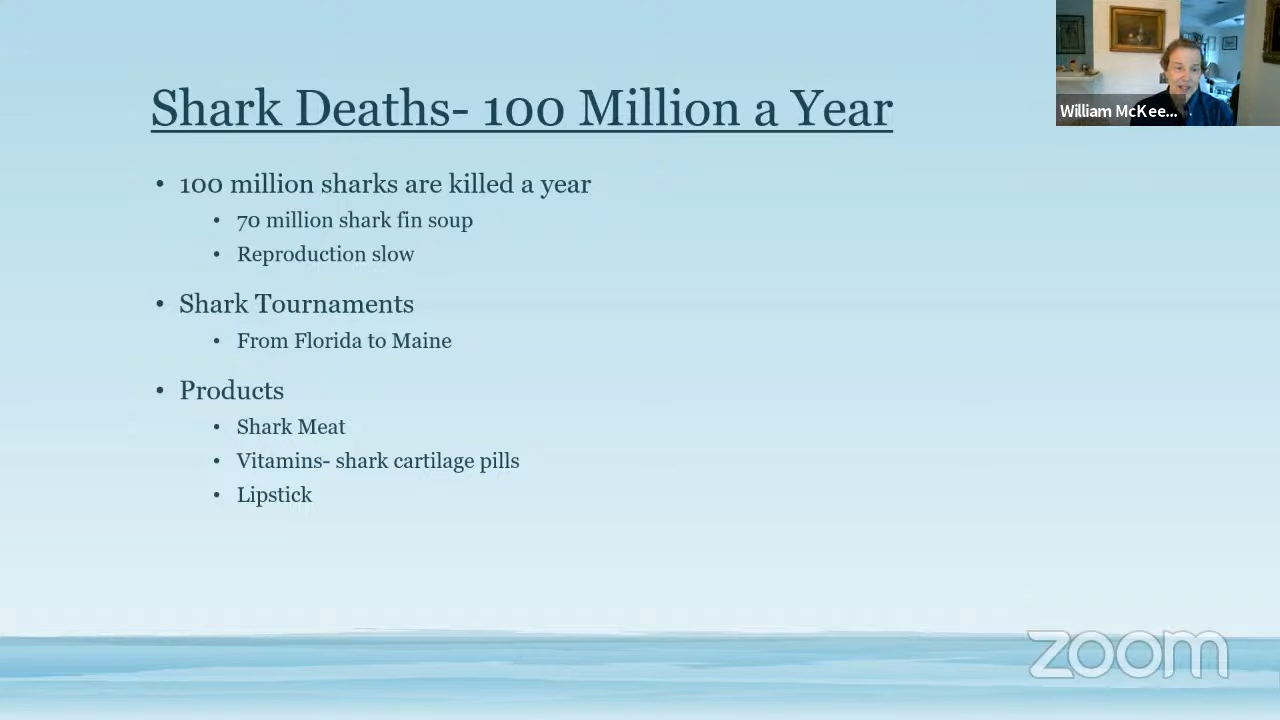 Shark Deaths- 100 Million a Year
• 100 million sharks are killed a year
• 70 million shark fin soup
• Reproduction slow
• Shark Tournaments
• From Florida to Maine
• Products
• Shark Meat
• Vitamins- shark cartilage pills
• Lipstick
William McKee...
zoom